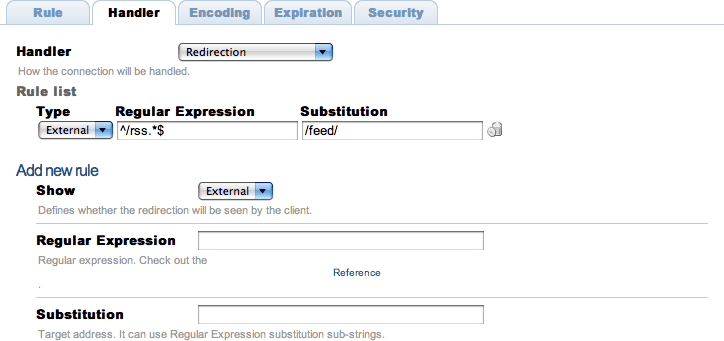 Rule Handler Encoding Expiration Security
Handler Redirection
How the connection will be handled.
Rule list
Type Regular Expression Substitution
External ^/rss.*$ /feed/
Add new rule
Show External
Defines whether the redirection will be seen by the client.
Regular Expression
Regular expression. Check out the
Reference
.
Substitution
Target address. It can use Regular Expression substitution sub-strings.